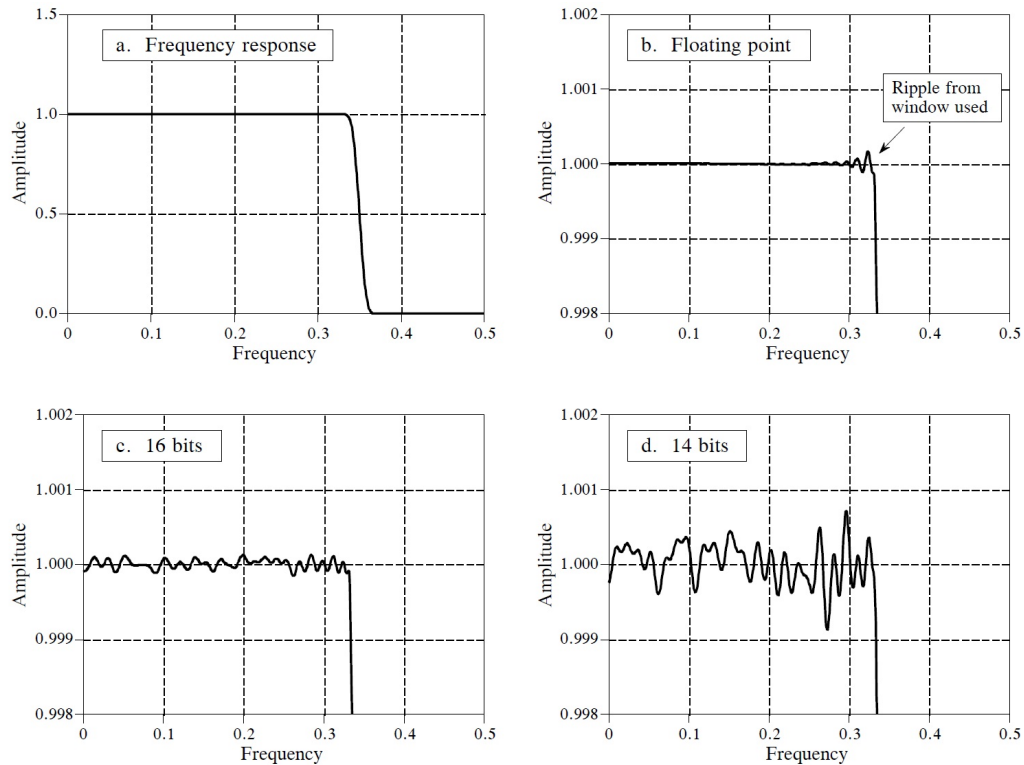 a. Frequency response
1.5
1.0
0.5
0.0
Amplitude
0 0.1 0.2 0.3 0.4 0.5
Frequency
b. Floating point
Ripple from
window used
1.002
1.001
1.000
0.999
0.998
Amplitude
0 0.1 0.2 0.3 0.4 0.5
Frequency
c. 16 bits
1.002
1.001
1.000
0.999
0.998
Amplitude
0 0.1 0.2 0.3 0.4 0.5
Frequency
d. 14 bits
1.002
1.001
1.000
0.999
0.998
Amplitude
0 0.1 0.2 0.3 0.4 0.5
Frequency